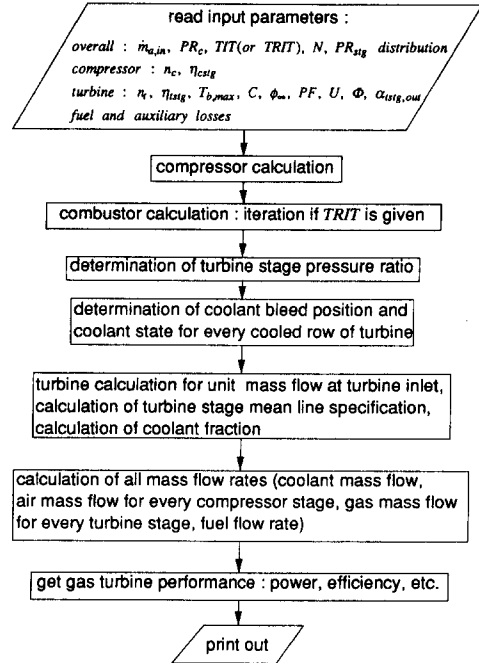 read input parameters :
overall : ṁa,in, PRc, TIT(or TRIT), N, PRstg distribution
compressor : nc, ηcstg
turbine : nt, ηtstg, Tb,max, C, ϕ∞, PF, U, Φ, αtstg,out
fuel and auxiliary losses
compressor calculation
combustor calculation : iteration if TRIT is given
determination of turbine stage pressure ratio
determination of coolant bleed position and
coolant state for every cooled row of turbine
turbine calculation for unit mass flow at turbine inlet,
calculation of turbine stage mean line specification,
calculation of coolant fraction
calculation of all mass flow rates (coolant mass flow,
air mass flow for every compressor stage, gas mass flow
for every turbine stage, fuel flow rate)
get gas turbine performance : power, efficiency, etc.
print out